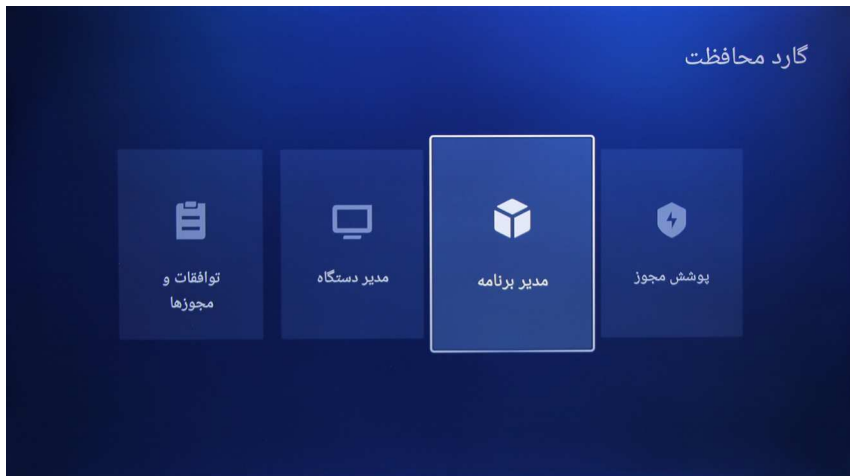 گارد محافظت
پوشش مجوز
مدیر برنامه
مدیر دستگاه
توافقات و
مجوزها